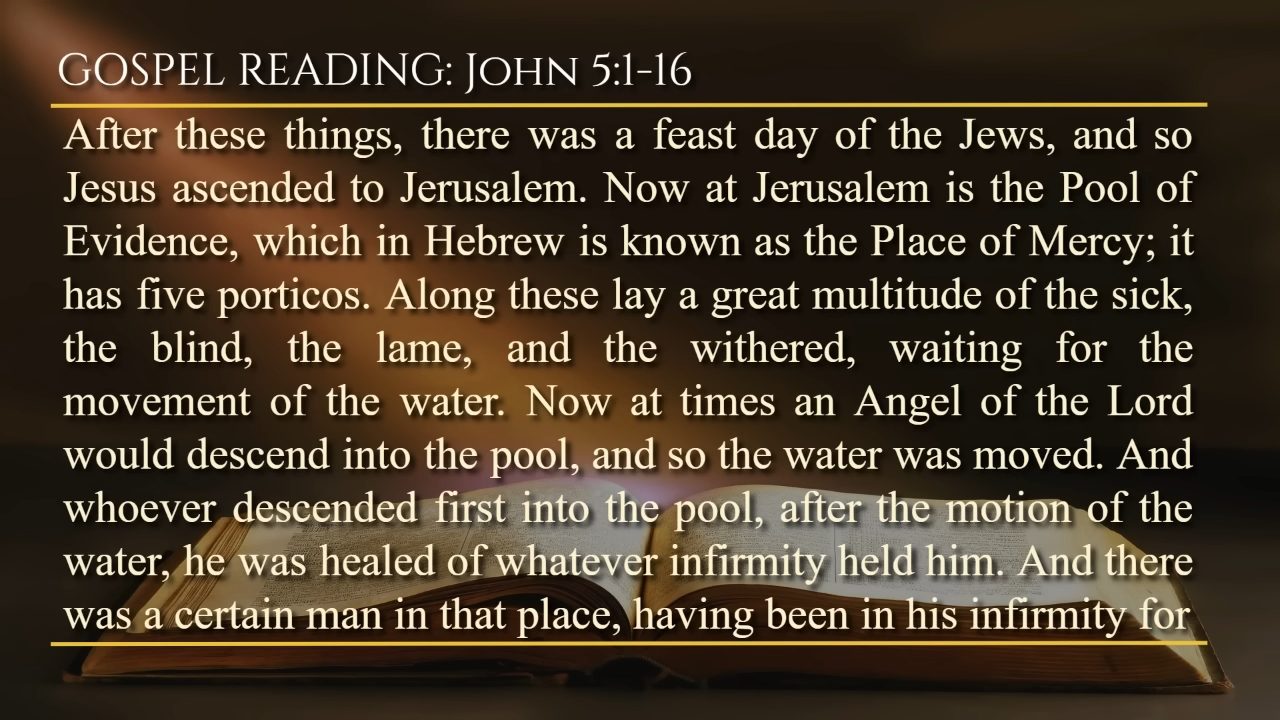 GOSPEL READING: JOHN 5:1-16
After these things, there was a feast day of the Jews, and so
Jesus ascended to Jerusalem. Now at Jerusalem is the Pool of
Evidence, which in Hebrew is known as the Place of Mercy; it
has five porticos. Along these lay a great multitude of the sick,
the blind, the lame, and the withered, waiting for the
movement of the water. Now at times an Angel of the Lord
would descend into the pool, and so the water was moved. And
whoever descended first into the pool, after the motion of the
water, he was healed of whatever infirmity held him. And there
was a certain man in that place, having been in his infirmity for